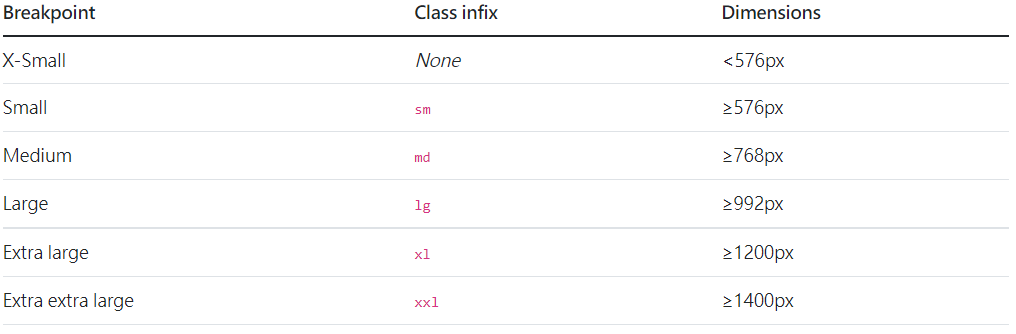 Breakpoint Class infix Dimensions
X-Small None <576px
Small sm ≥576px
Medium md ≥768px
Large lg ≥992px
Extra large xl ≥1200px
Extra extra large xxl ≥1400px